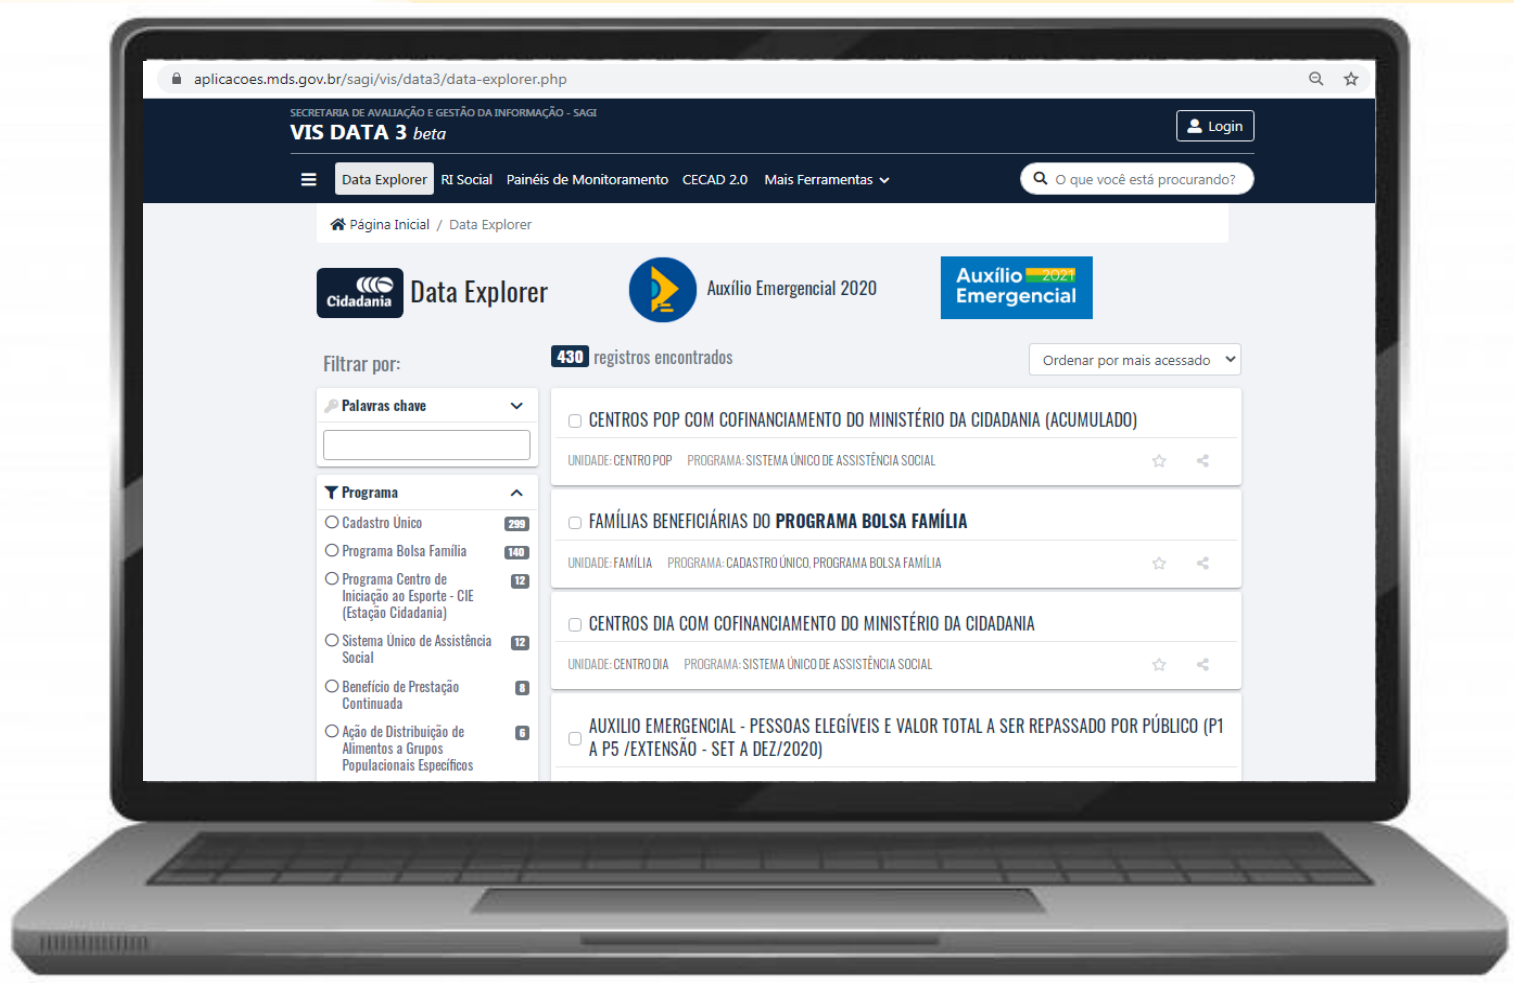 aplicacoes.mds.gov.br/sagi/vis/data3/data-explorer.php
SECRETARIA DE AVALIAÇÃO E GESTÃO DA INFORMAÇÃO - SAGI
VIS DATA 3 beta
Login
Data Explorer RI Social Painéis de Monitoramento CECAD 2.0 Mais Ferramentas
O que você está procurando?
Página Inicial / Data Explorer
Cidadania
Data Explorer
Auxílio Emergencial 2020
Auxílio 2021
Emergencial
Filtrar por:
430 registros encontrados
Ordenar por mais acessado
Palavras chave
Programa
Cadastro Único 299
Programa Bolsa Família 140
Programa Centro de 12
Iniciação ao Esporte - CIE
(Estação Cidadania)
Sistema Único de Assistência 12
Social
Benefício de Prestação 8
Continuada
Ação de Distribuição de 6
Alimentos a Grupos
Populacionais Específicos
CENTROS POP COM COFINANCIAMENTO DO MINISTÉRIO DA CIDADANIA (ACUMULADO)
UNIDADE: CENTRO POP PROGRAMA: SISTEMA ÚNICO DE ASSISTÊNCIA SOCIAL
FAMÍLIAS BENEFICIÁRIAS DO PROGRAMA BOLSA FAMÍLIA
UNIDADE: FAMÍLIA PROGRAMA: CADASTRO ÚNICO, PROGRAMA BOLSA FAMÍLIA
CENTROS DIA COM COFINANCIAMENTO DO MINISTÉRIO DA CIDADANIA
UNIDADE: CENTRO DIA PROGRAMA: SISTEMA ÚNICO DE ASSISTÊNCIA SOCIAL
AUXILIO EMERGENCIAL - PESSOAS ELEGÍVEIS E VALOR TOTAL A SER REPASSADO POR PÚBLICO (P1
A P5 /EXTENSÃO - SET A DEZ/2020)